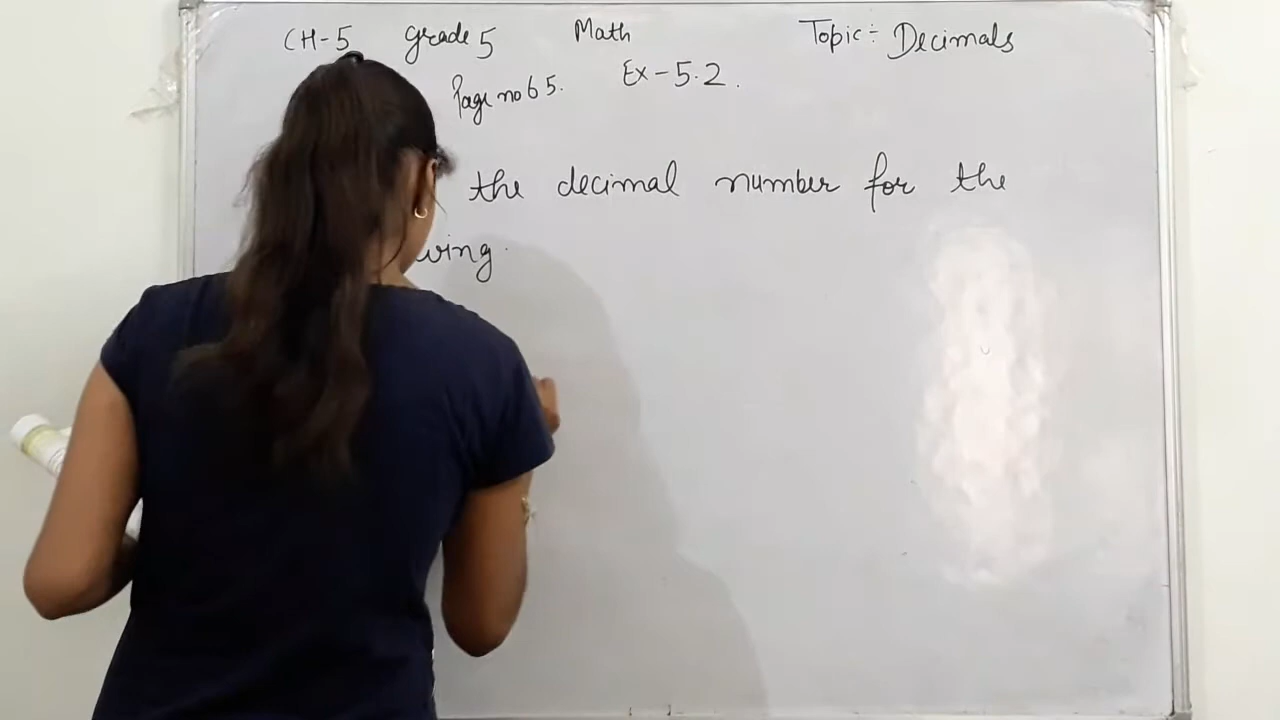 CH-5 grade 5 Math Topic:- Decimals
Page no 65. Ex-5.2.
the decimal number for the
wing.